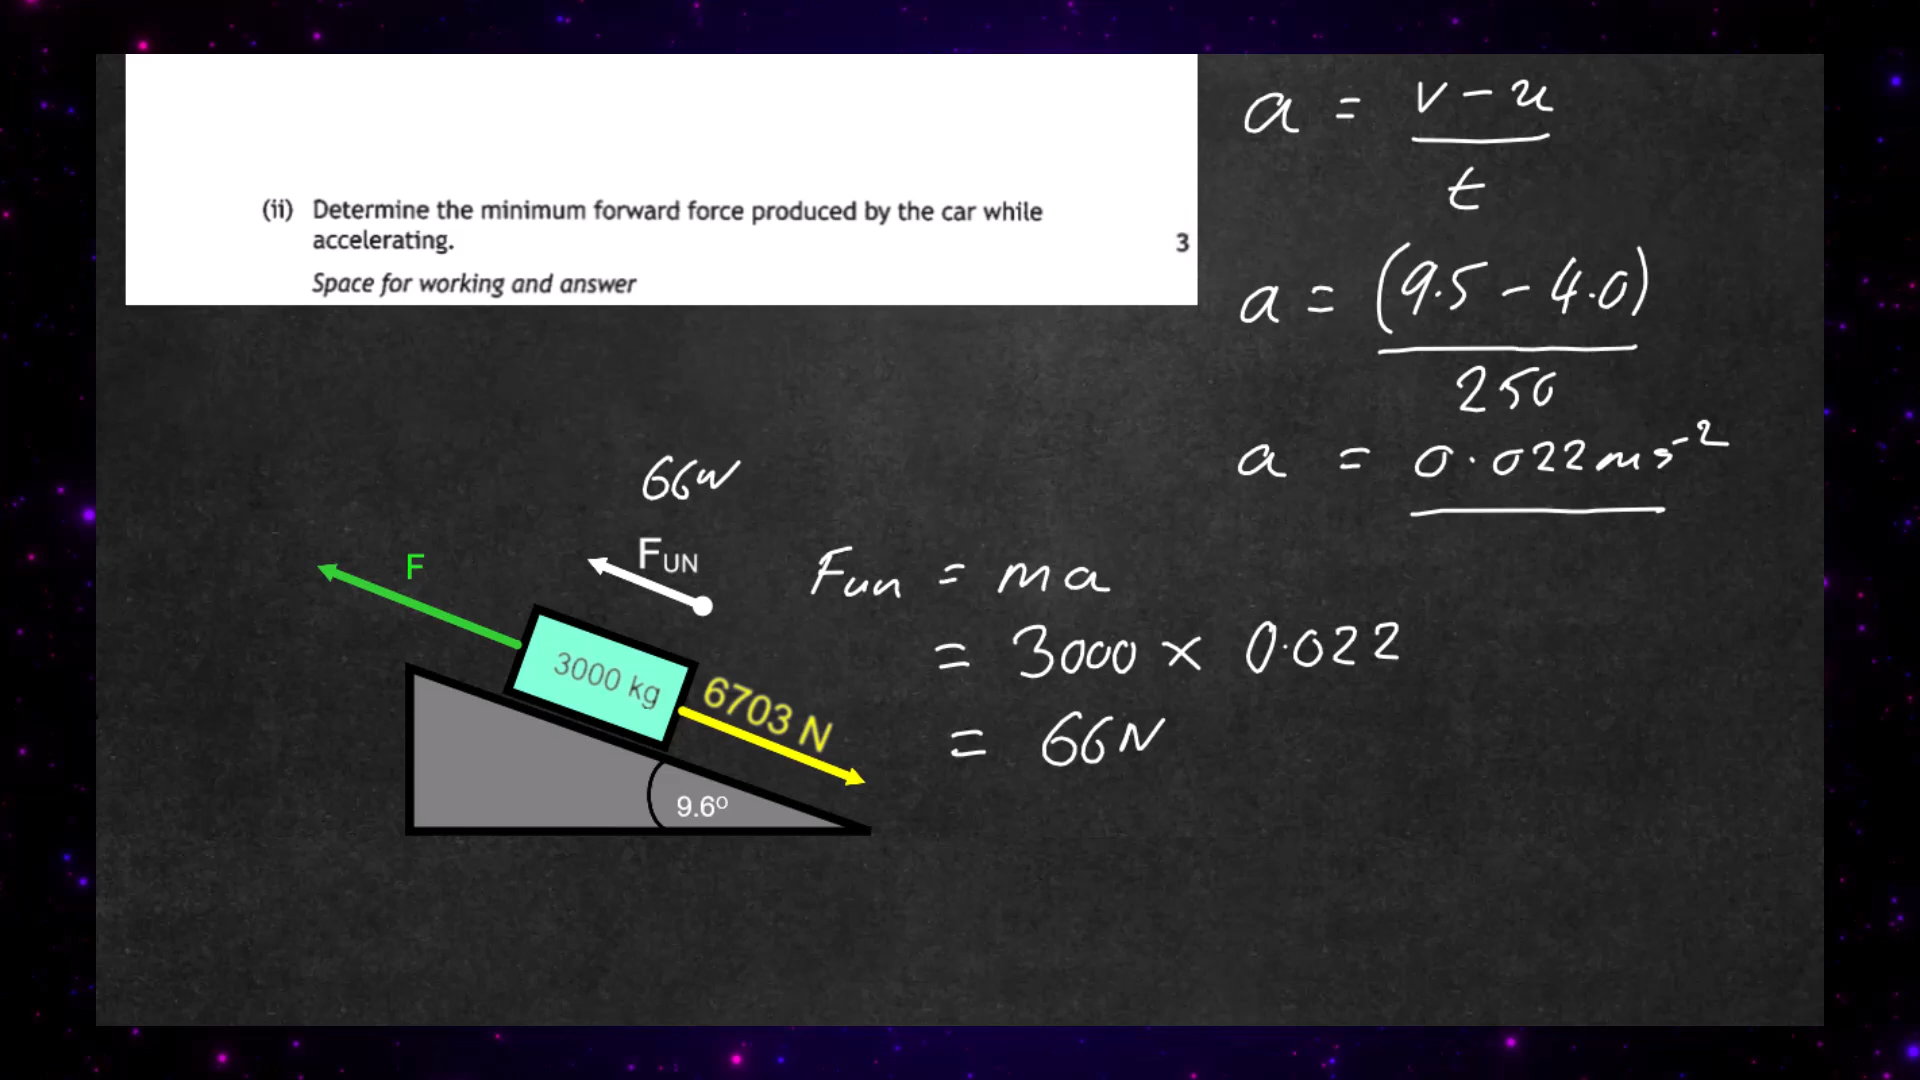 (ii) Determine the minimum forward force produced by the car while
accelerating.
3
Space for working and answer
a = v - u
t
a = (9.5 - 4.0)
250
a = 0.022 ms⁻²
66N
F
FUN
3000 kg
6703 N
9.6º
Fun = ma
= 3000 × 0.022
= 66N